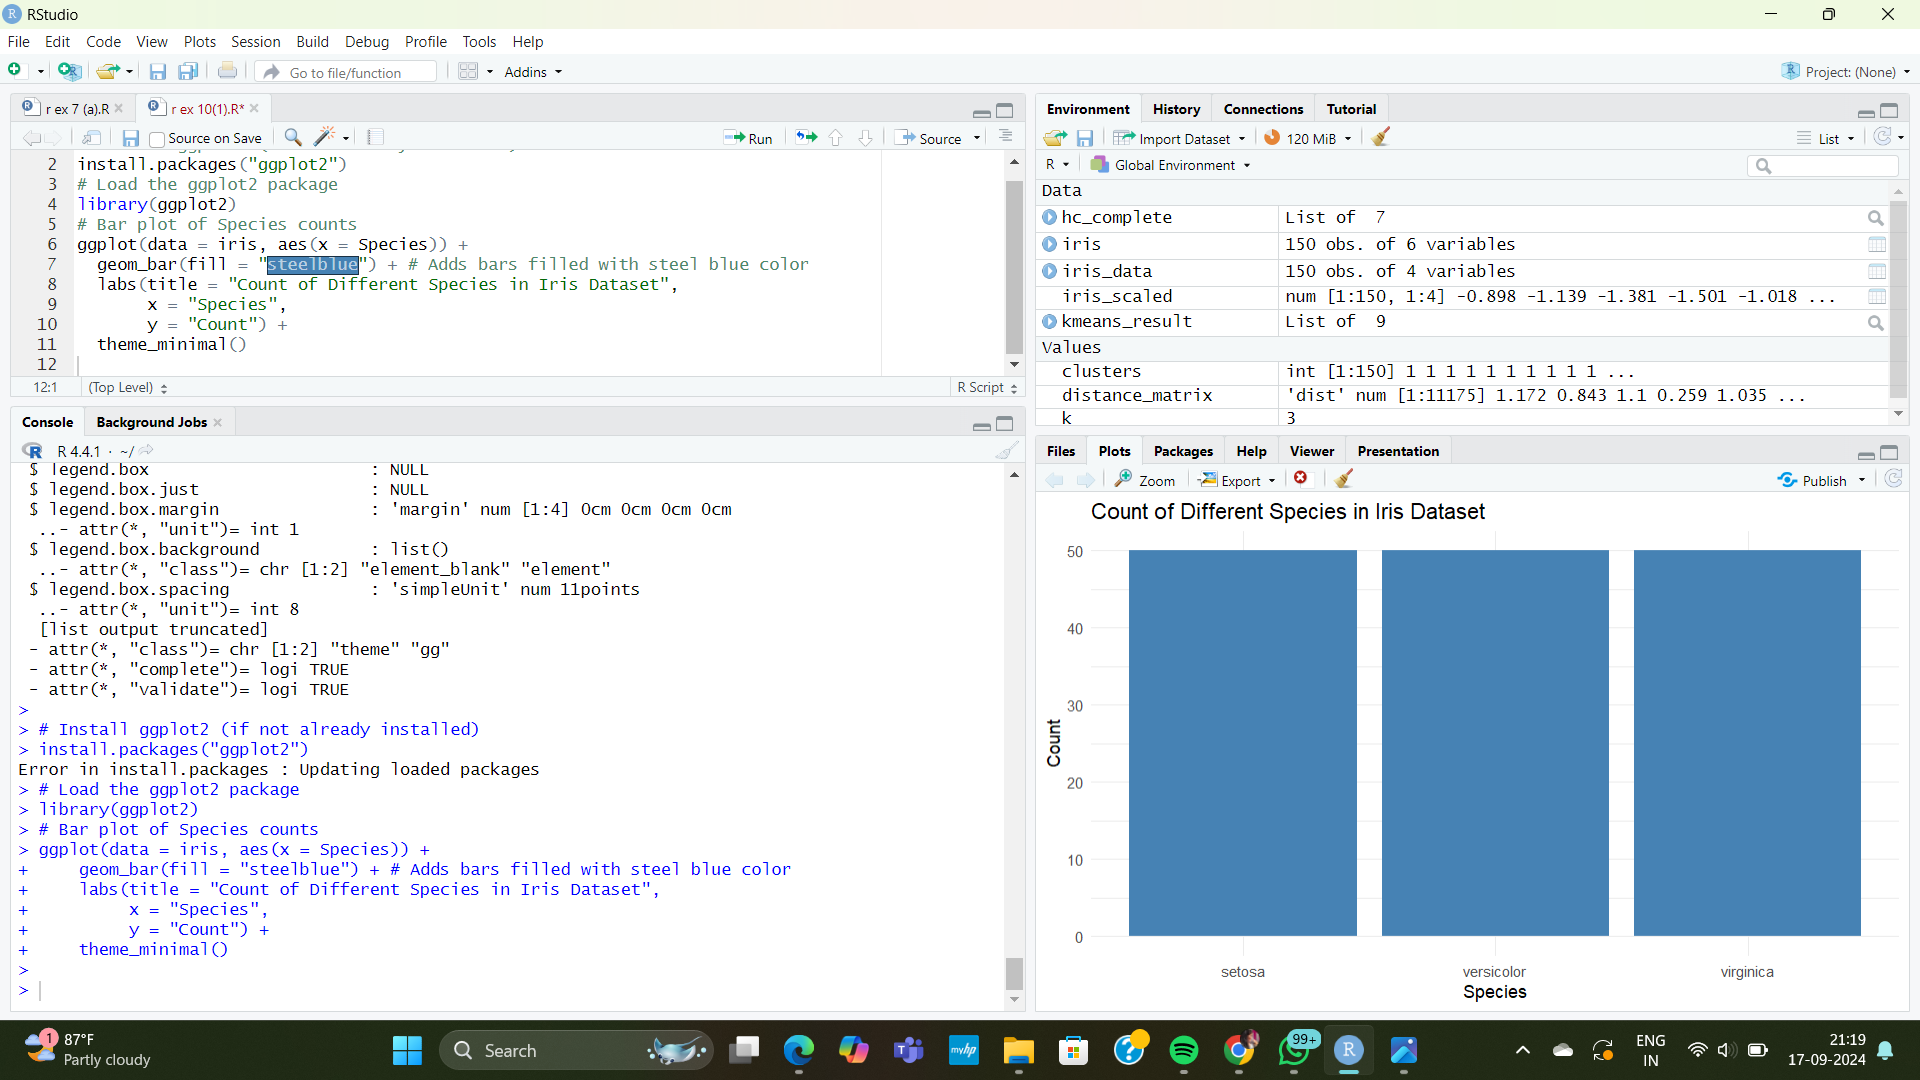 RStudio
File Edit Code View Plots Session Build Debug Profile Tools Help
Go to file/function Addins Project: (None)
r ex 7 (a).R r ex 10(1).R*
Source on Save Run Source
2 install.packages("ggplot2")
3 # Load the ggplot2 package
4 library(ggplot2)
5 # Bar plot of Species counts
6 ggplot(data = iris, aes(x = Species)) +
7 geom_bar(fill = "steelblue") + # Adds bars filled with steel blue color
8 labs(title = "Count of Different Species in Iris Dataset",
9 x = "Species",
10 y = "Count") +
11 theme_minimal()
12
12:1 (Top Level) R Script
Console Background Jobs
R 4.4.1 · ~/
$ legend.box : NULL
$ legend.box.just : NULL
$ legend.box.margin : 'margin' num [1:4] 0cm 0cm 0cm 0cm
..- attr(*, "unit")= int 1
$ legend.box.background : list()
..- attr(*, "class")= chr [1:2] "element_blank" "element"
$ legend.box.spacing : 'simpleUnit' num 11points
..- attr(*, "unit")= int 8
[list output truncated]
- attr(*, "class")= chr [1:2] "theme" "gg"
- attr(*, "complete")= logi TRUE
- attr(*, "validate")= logi TRUE
>
> # Install ggplot2 (if not already installed)
> install.packages("ggplot2")
Error in install.packages : Updating loaded packages
> # Load the ggplot2 package
> library(ggplot2)
> # Bar plot of Species counts
> ggplot(data = iris, aes(x = Species)) +
+ geom_bar(fill = "steelblue") + # Adds bars filled with steel blue color
+ labs(title = "Count of Different Species in Iris Dataset",
+ x = "Species",
+ y = "Count") +
+ theme_minimal()
>
>
Environment History Connections Tutorial
Import Dataset 120 MiB List
R Global Environment
Data
hc_complete List of 7
iris 150 obs. of 6 variables
iris_data 150 obs. of 4 variables
iris_scaled num [1:150, 1:4] -0.898 -1.139 -1.381 -1.501 -1.018 ...
kmeans_result List of 9
Values
clusters int [1:150] 1 1 1 1 1 1 1 1 1 1 ...
distance_matrix 'dist' num [1:11175] 1.172 0.843 1.1 0.259 1.035 ...
k 3
Files Plots Packages Help Viewer Presentation
Zoom Export Publish
Count of Different Species in Iris Dataset
50
40
30
20
10
0
Count
setosa versicolor virginica
Species
1 87°F
Partly cloudy
Search
myhp
99+
ENG
IN
21:19
17-09-2024